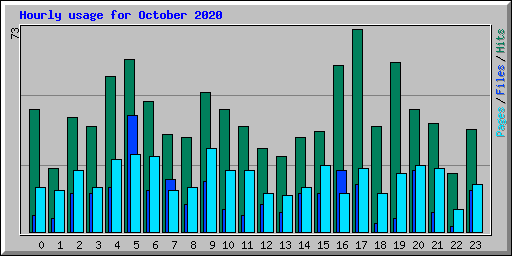 Hourly usage for October 2020
73
Pages / Files / Hits
0 1 2 3 4 5 6 7 8 9 10 11 12 13 14 15 16 17 18 19 20 21 22 23